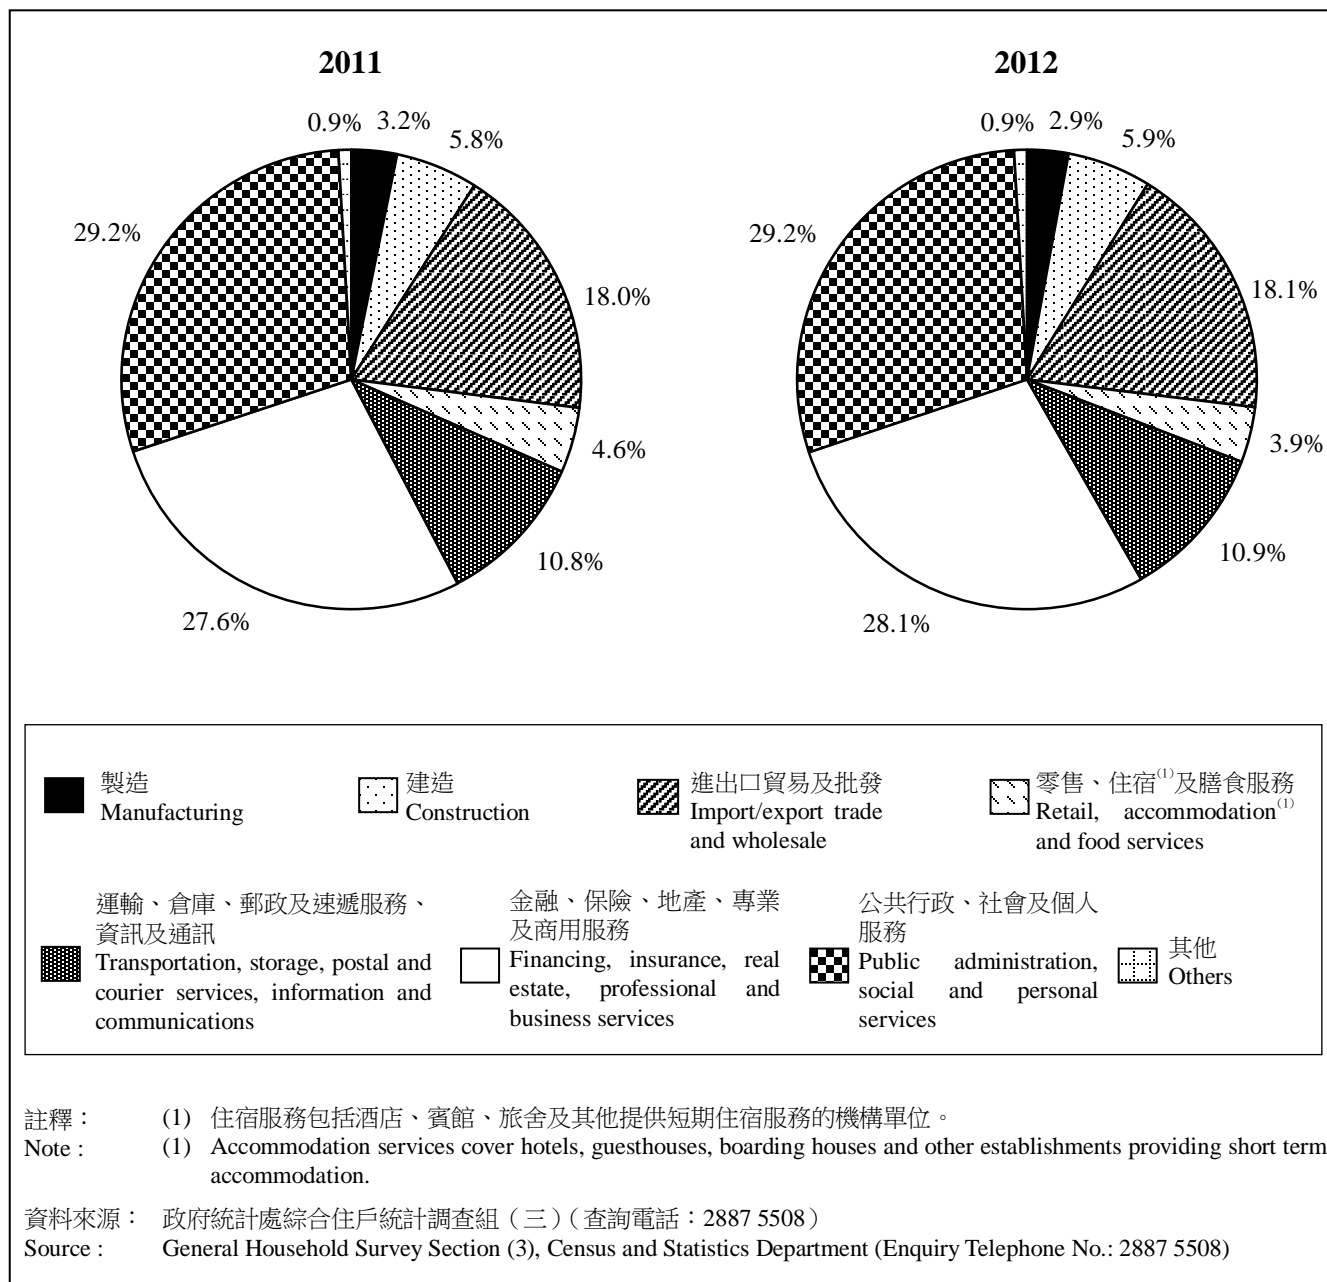 2011
2012
0.9%
3.2%
5.8%
18.0%
4.6%
10.8%
27.6%
29.2%
0.9%
2.9%
5.9%
18.1%
3.9%
10.9%
28.1%
29.2%
製造
Manufacturing
建造
Construction
進出口貿易及批發
Import/export trade
and wholesale
零售、住宿(1)及膳食服務
Retail, accommodation(1)
and food services
運輸、倉庫、郵政及速遞服務、
資訊及通訊
Transportation, storage, postal and
courier services, information and
communications
金融、保險、地產、專業
及商用服務
Financing, insurance, real
estate, professional and
business services
公共行政、社會及個人
服務
Public administration,
social and personal
services
其他
Others
註釋： (1) 住宿服務包括酒店、賓館、旅舍及其他提供短期住宿服務的機構單位。
Note : (1) Accommodation services cover hotels, guesthouses, boarding houses and other establishments providing short term
accommodation.
資料來源： 政府統計處綜合住戶統計調查組（三）（查詢電話：2887 5508）
Source : General Household Survey Section (3), Census and Statistics Department (Enquiry Telephone No.: 2887 5508)